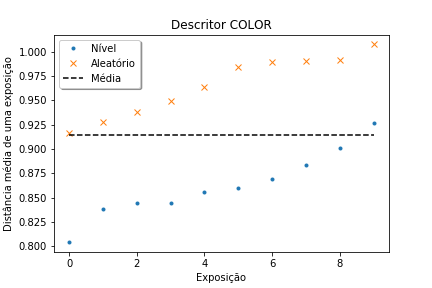 Descritor COLOR
Nível
Aleatório
Média
Distância média de uma exposição
1.000
0.975
0.950
0.925
0.900
0.875
0.850
0.825
0.800
0 2 4 6 8
Exposição